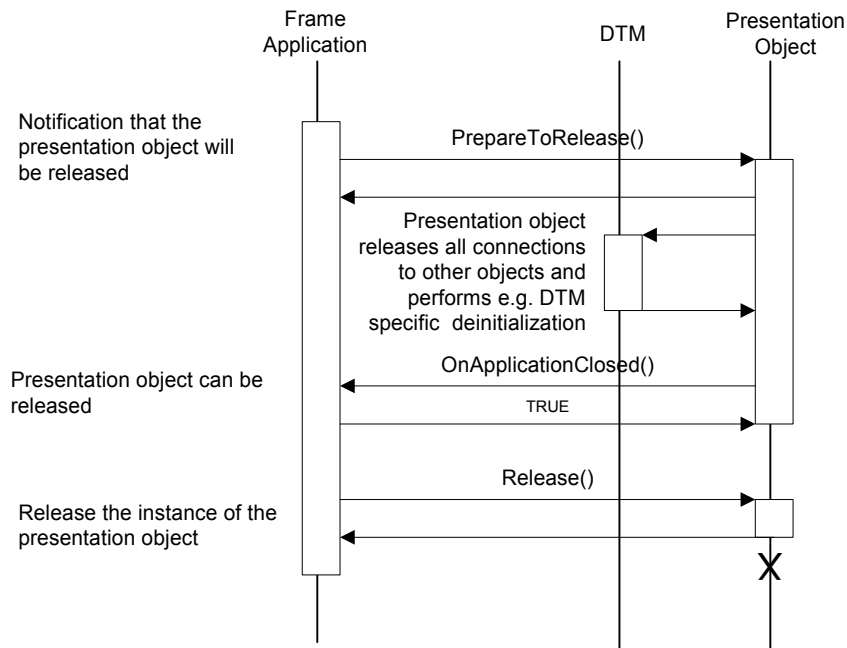 Frame
Application
DTM
Presentation
Object
Notification that the
presentation object will
be released
PrepareToRelease()
Presentation object
releases all connections
to other objects and
performs e.g. DTM
specific deinitialization
OnApplicationClosed()
Presentation object can be
released
TRUE
Release()
Release the instance of the
presentation object
X